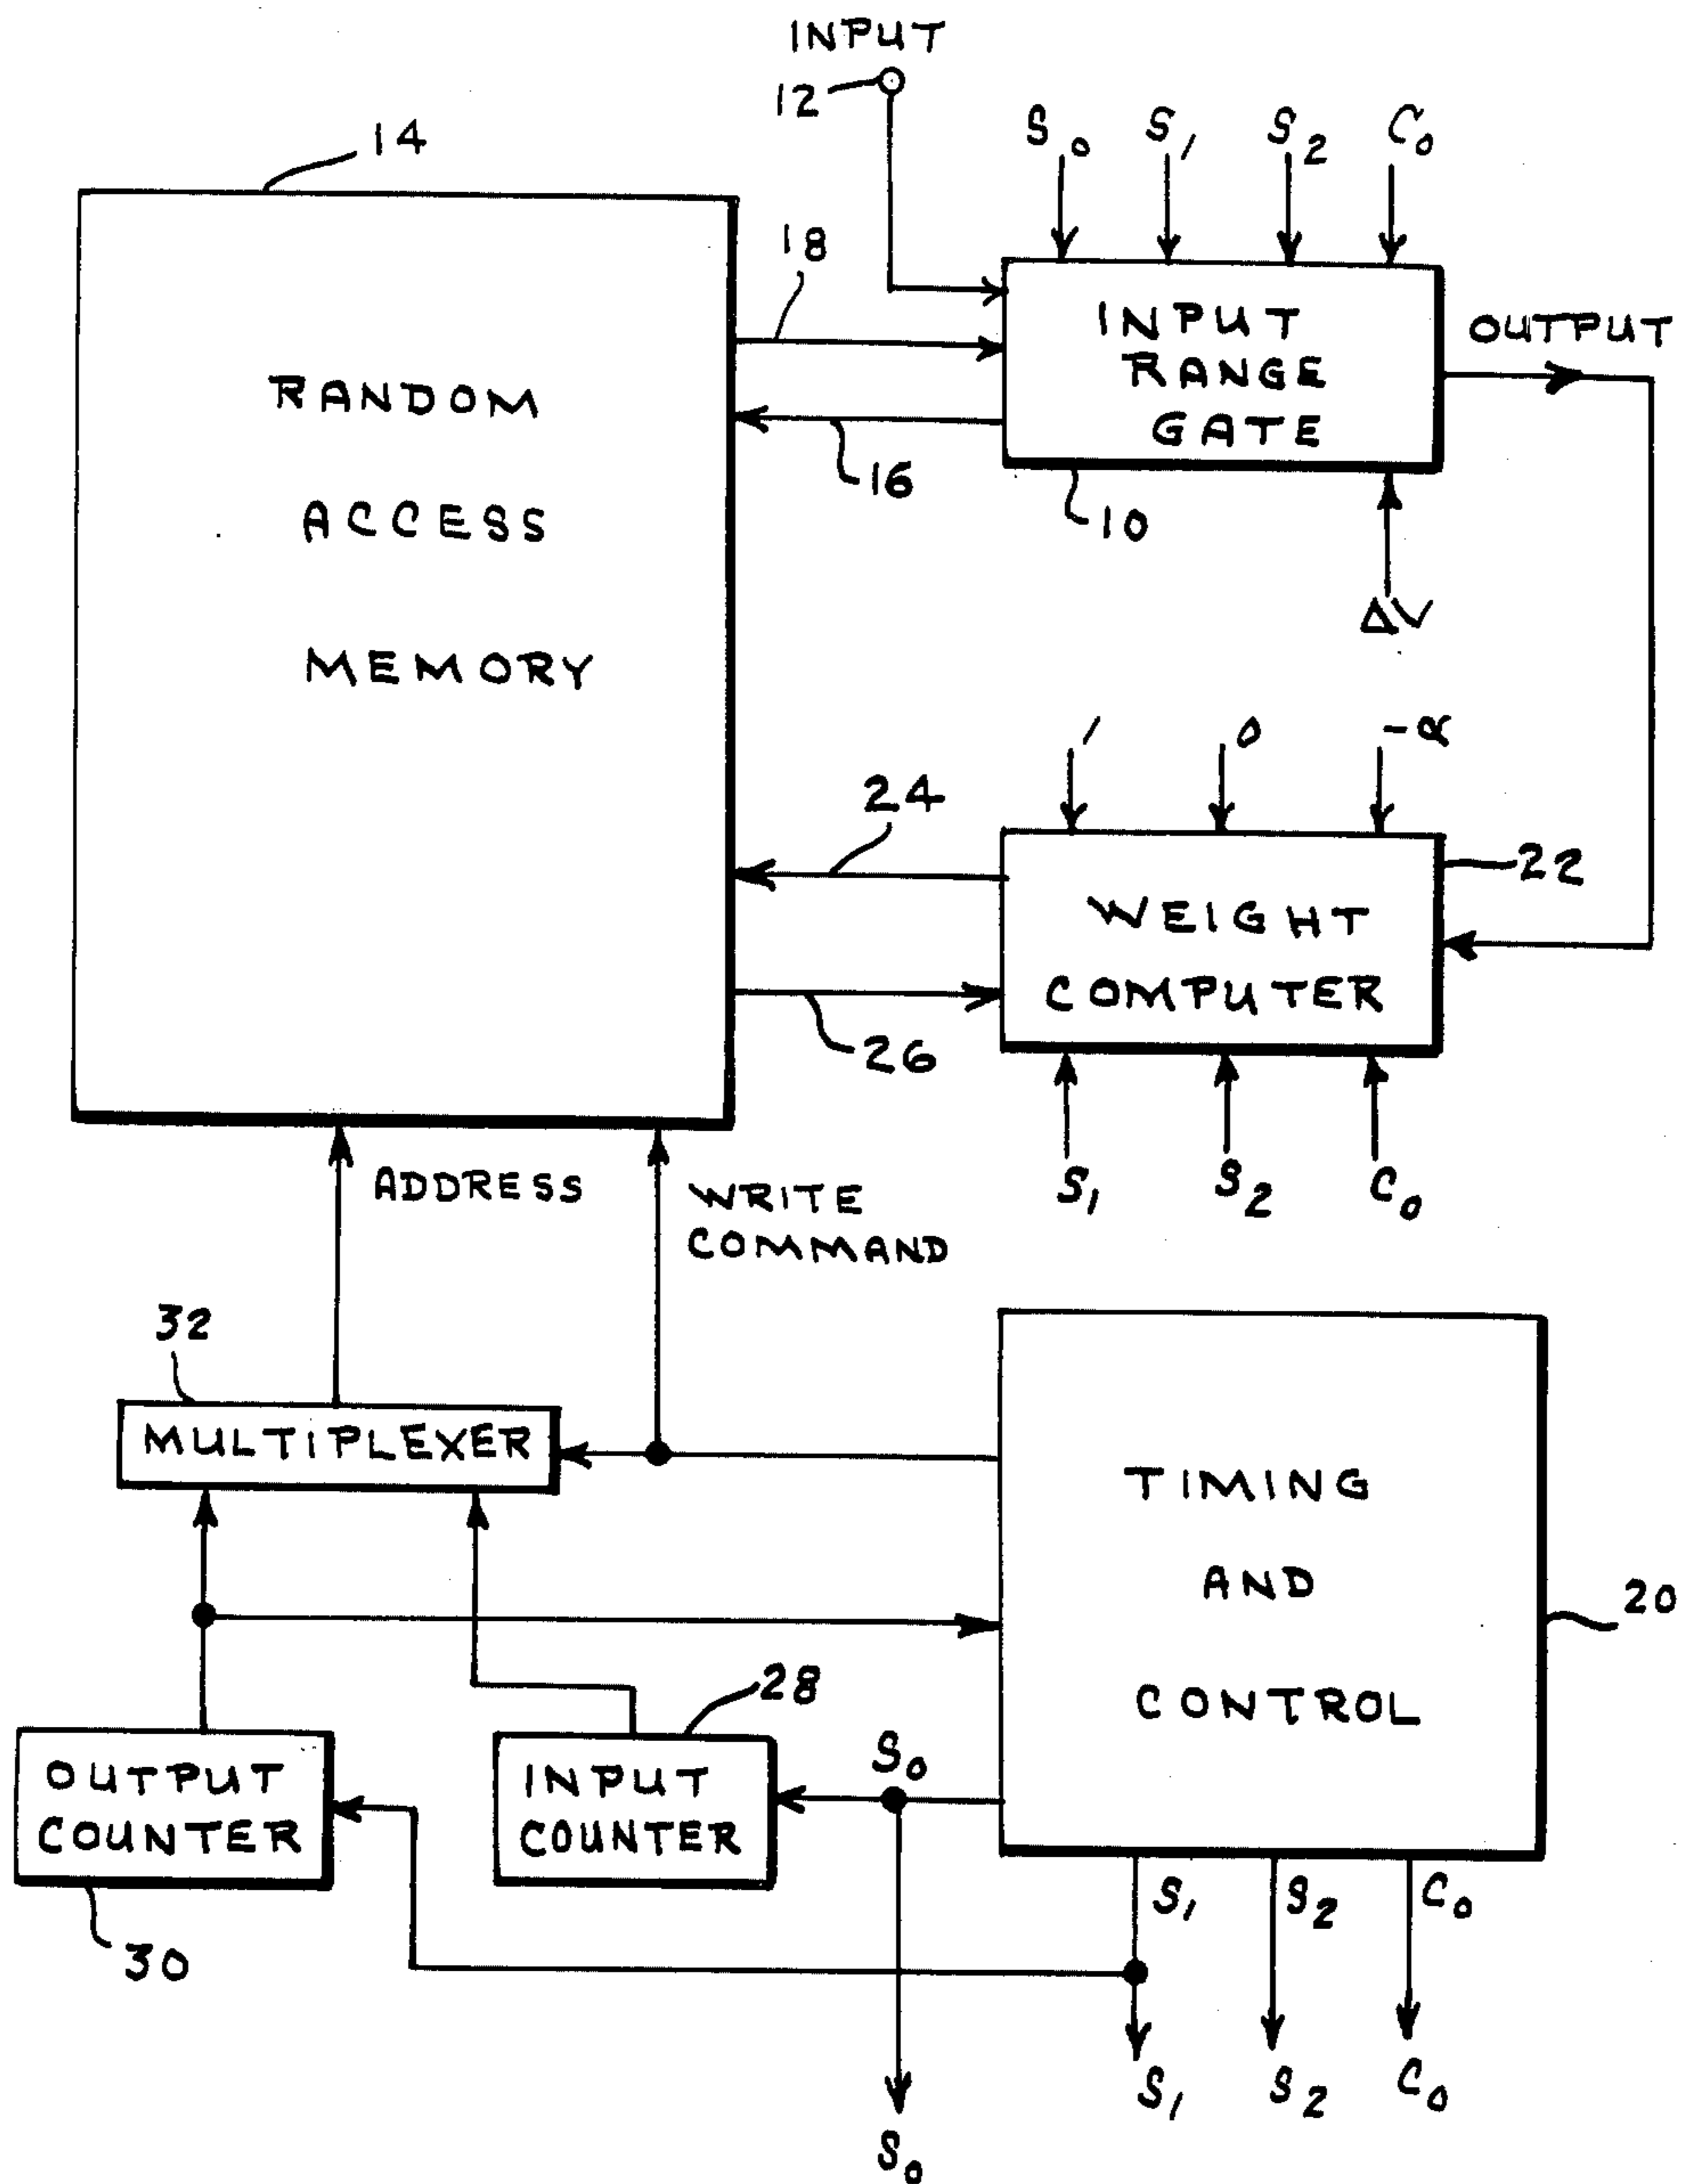 INPUT
12
14
S0 S1 S2 C0
18
INPUT
RANGE
GATE
OUTPUT
RANDOM
ACCESS
MEMORY
16
10
ΔV
1 0 -α
24
22
WEIGHT
COMPUTER
26
S1 S2 C0
ADDRESS
WRITE
COMMAND
32
MULTIPLEXER
TIMING
AND
CONTROL
20
28
OUTPUT
COUNTER
INPUT
COUNTER
S0
30
S1 S2 C0
S1 S2 C0
S0